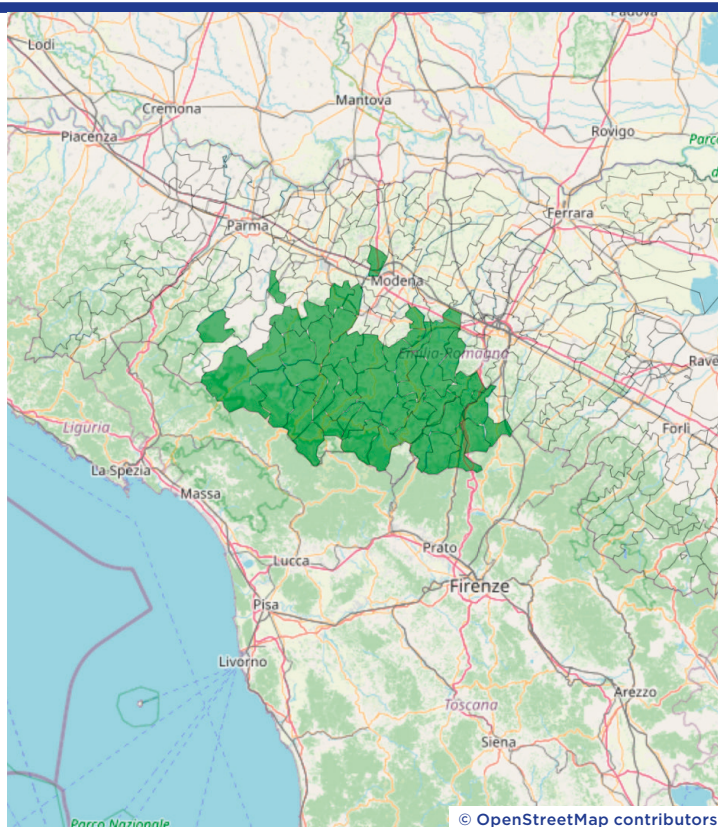 Padova
Lodi
Mantova
Cremona
Piacenza
Rovigo
Parco
d
Ferrara
Parma
Modena
Emilia-Romagna
Rave
Forlì
Liguria
La Spezia
Massa
Prato
Lucca
Firenze
Pisa
Livorno
Arezzo
Toscana
Siena
Parco Nazionale
© OpenStreetMap contributors